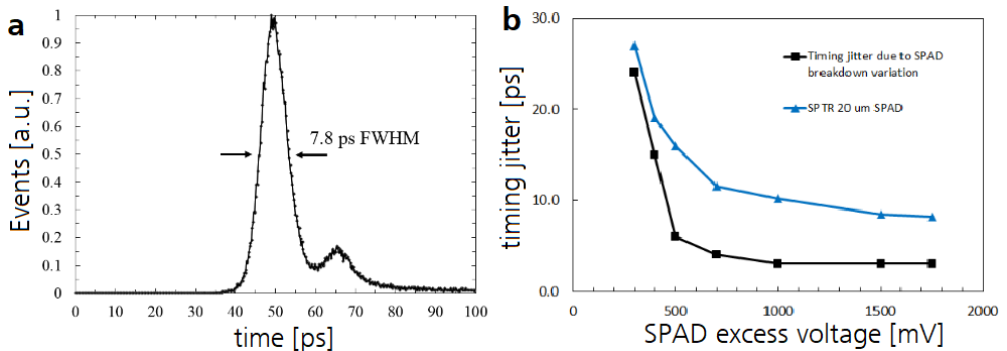 a
Events [a.u.]
1
0.9
0.8
0.7
0.6
0.5
0.4
0.3
0.2
0.1
0
7.8 ps FWHM
0 10 20 30 40 50 60 70 80 90 100
time [ps]
b
timing jitter [ps]
30.0
20.0
10.0
0.0
Timing jitter due to SPAD
breakdown variation
SPTR 20 um SPAD
0 500 1000 1500 2000
SPAD excess voltage [mV]